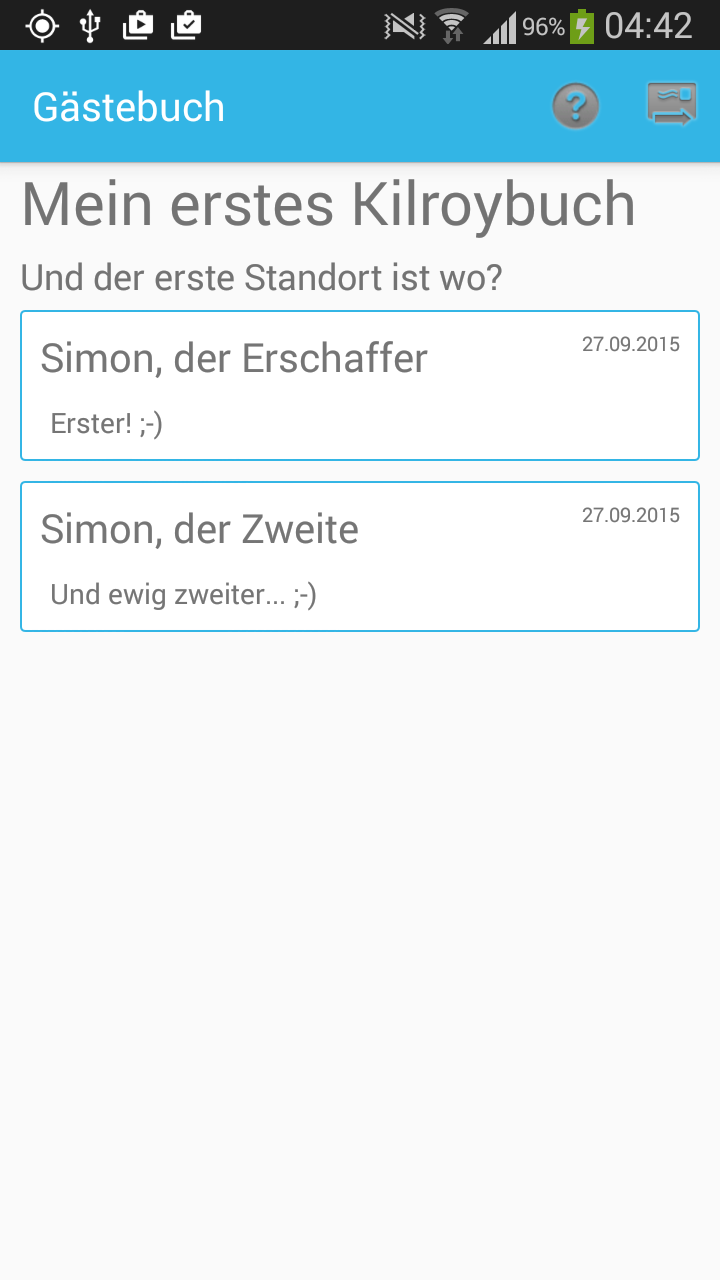 96% 04:42
Gästebuch
Mein erstes Kilroybuch
Und der erste Standort ist wo?
Simon, der Erschaffer 27.09.2015
Erster! ;-)
Simon, der Zweite 27.09.2015
Und ewig zweiter... ;-)